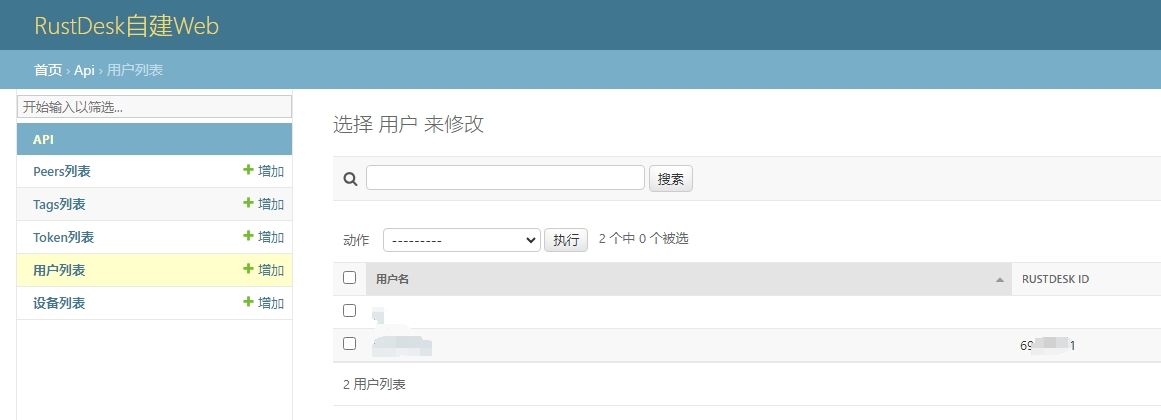 RustDesk自建Web
首页 › Api › 用户列表
开始输入以筛选...
API
Peers列表 增加
Tags列表 增加
Token列表 增加
用户列表 增加
设备列表 增加
选择 用户 来修改
搜索
动作 --------- 执行 2 个中 0 个被选
用户名 RUSTDESK ID
2 用户列表